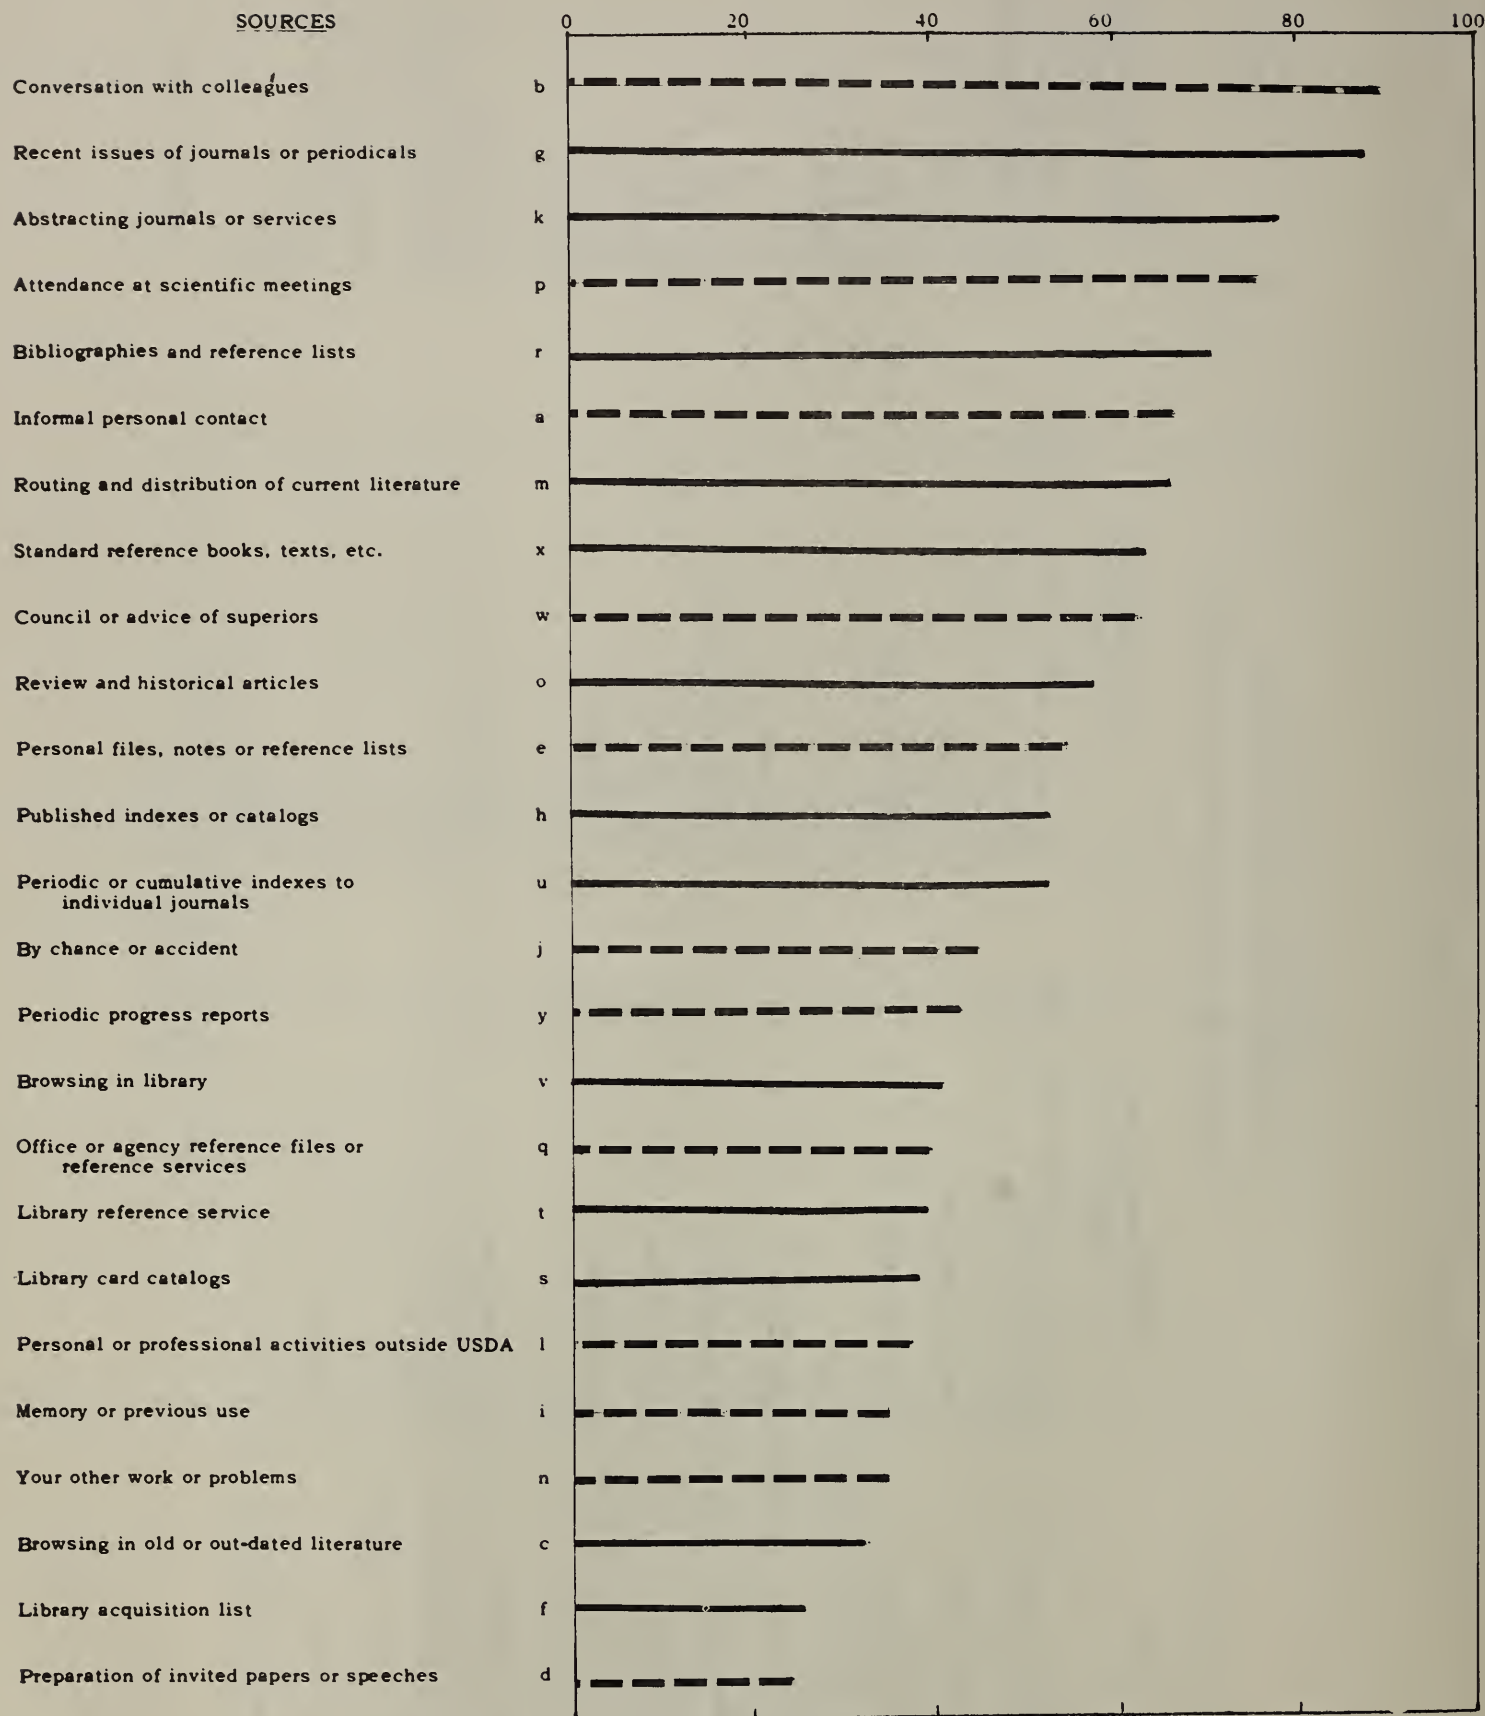 SOURCES 0 20 40 60 80 100
Conversation with colleagues b
Recent issues of journals or periodicals g
Abstracting journals or services k
Attendance at scientific meetings p
Bibliographies and reference lists r
Informal personal contact a
Routing and distribution of current literature m
Standard reference books, texts, etc. x
Council or advice of superiors w
Review and historical articles o
Personal files, notes or reference lists e
Published indexes or catalogs h
Periodic or cumulative indexes to u
individual journals
By chance or accident j
Periodic progress reports y
Browsing in library v
Office or agency reference files or q
reference services
Library reference service t
Library card catalogs s
Personal or professional activities outside USDA l
Memory or previous use i
Your other work or problems n
Browsing in old or out-dated literature c
Library acquisition list f
Preparation of invited papers or speeches d